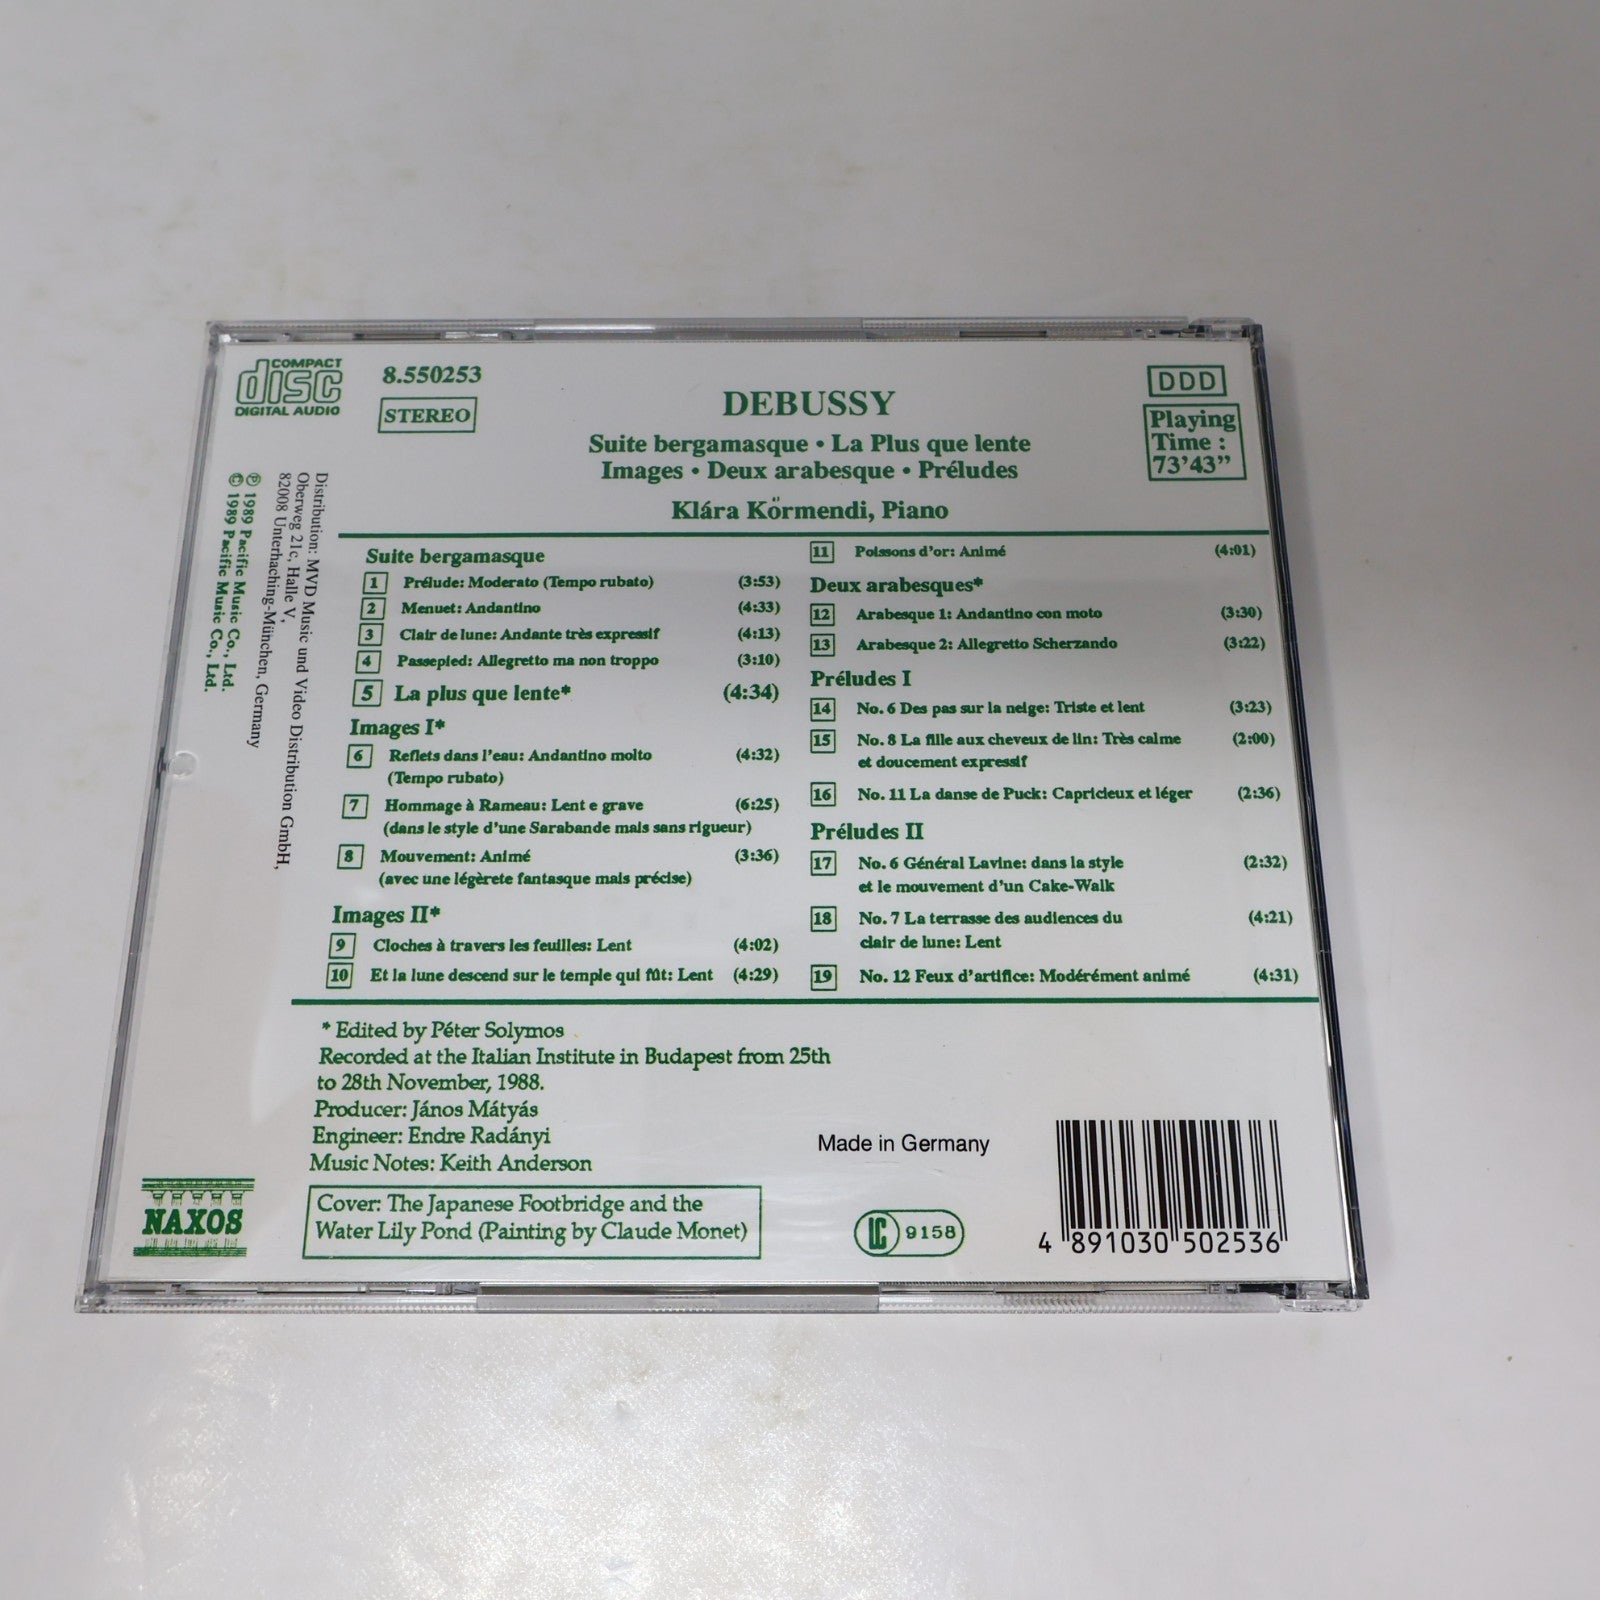 COMPACT
disc
DIGITAL AUDIO
8.550253
STEREO
DEBUSSY
Suite bergamasque • La Plus que lente
Images • Deux arabesque • Préludes
Klára Körmendi, Piano
DDD
Playing
Time :
73'43"
Distribution: MVD Music und Video Distribution GmbH,
Oberweg 21c, Halle V,
82008 Unterhaching-München, Germany
℗ 1989 Pacific Music Co., Ltd.
© 1989 Pacific Music Co., Ltd.
Suite bergamasque
1 Prélude: Moderato (Tempo rubato) (3:53)
2 Menuet: Andantino (4:33)
3 Clair de lune: Andante très expressif (4:13)
4 Passepied: Allegretto ma non troppo (3:10)
5 La plus que lente* (4:34)
Images I*
6 Reflets dans l'eau: Andantino molto (4:32)
(Tempo rubato)
7 Hommage à Rameau: Lent e grave (6:25)
(dans le style d'une Sarabande mais sans rigueur)
8 Mouvement: Animé (3:36)
(avec une légèrete fantasque mais précise)
Images II*
9 Cloches à travers les feuilles: Lent (4:02)
10 Et la lune descend sur le temple qui fût: Lent (4:29)
11 Poissons d'or: Animé (4:01)
Deux arabesques*
12 Arabesque 1: Andantino con moto (3:30)
13 Arabesque 2: Allegretto Scherzando (3:22)
Préludes I
14 No. 6 Des pas sur la neige: Triste et lent (3:23)
15 No. 8 La fille aux cheveux de lin: Très calme (2:00)
et doucement expressif
16 No. 11 La danse de Puck: Capricieux et léger (2:36)
Préludes II
17 No. 6 Général Lavine: dans la style (2:32)
et le mouvement d'un Cake-Walk
18 No. 7 La terrasse des audiences du (4:21)
clair de lune: Lent
19 No. 12 Feux d'artifice: Modérément animé (4:31)
* Edited by Péter Solymos
Recorded at the Italian Institute in Budapest from 25th
to 28th November, 1988.
Producer: János Mátyás
Engineer: Endre Radányi
Music Notes: Keith Anderson
Cover: The Japanese Footbridge and the
Water Lily Pond (Painting by Claude Monet)
NAXOS
Made in Germany
LC 9158
4 891030 502536